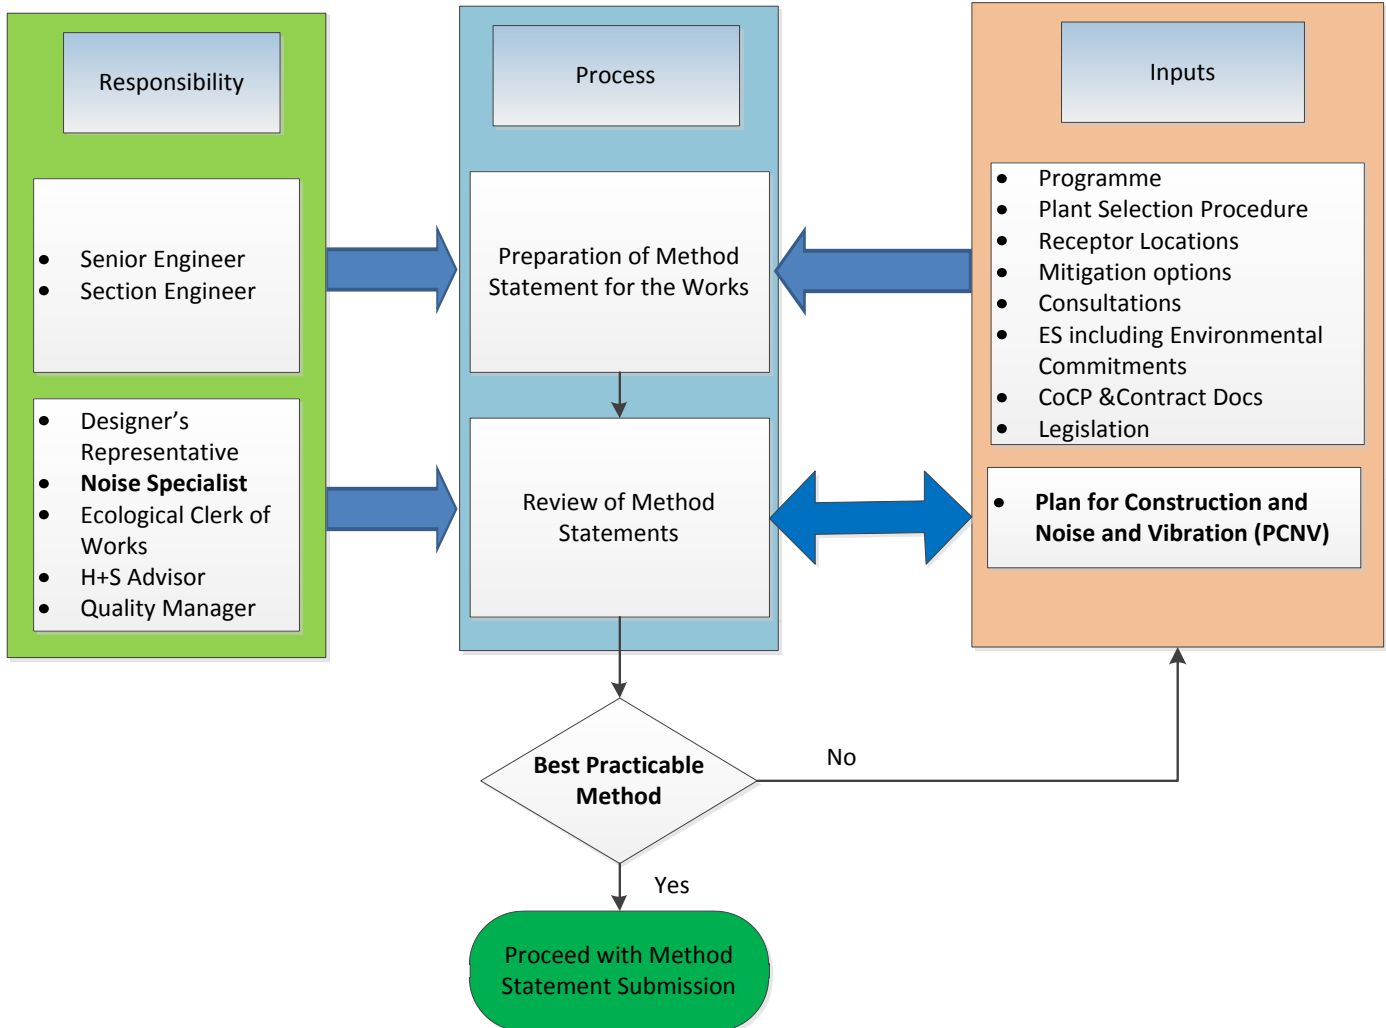 Responsibility
Process
Inputs
• Senior Engineer
• Section Engineer
Preparation of Method
Statement for the Works
• Programme
• Plant Selection Procedure
• Receptor Locations
• Mitigation options
• Consultations
• ES including Environmental
Commitments
• CoCP &Contract Docs
• Legislation
• Designer’s
Representative
• Noise Specialist
• Ecological Clerk of
Works
• H+S Advisor
• Quality Manager
Review of Method
Statements
• Plan for Construction and
Noise and Vibration (PCNV)
Best Practicable
Method
No
Yes
Proceed with Method
Statement Submission